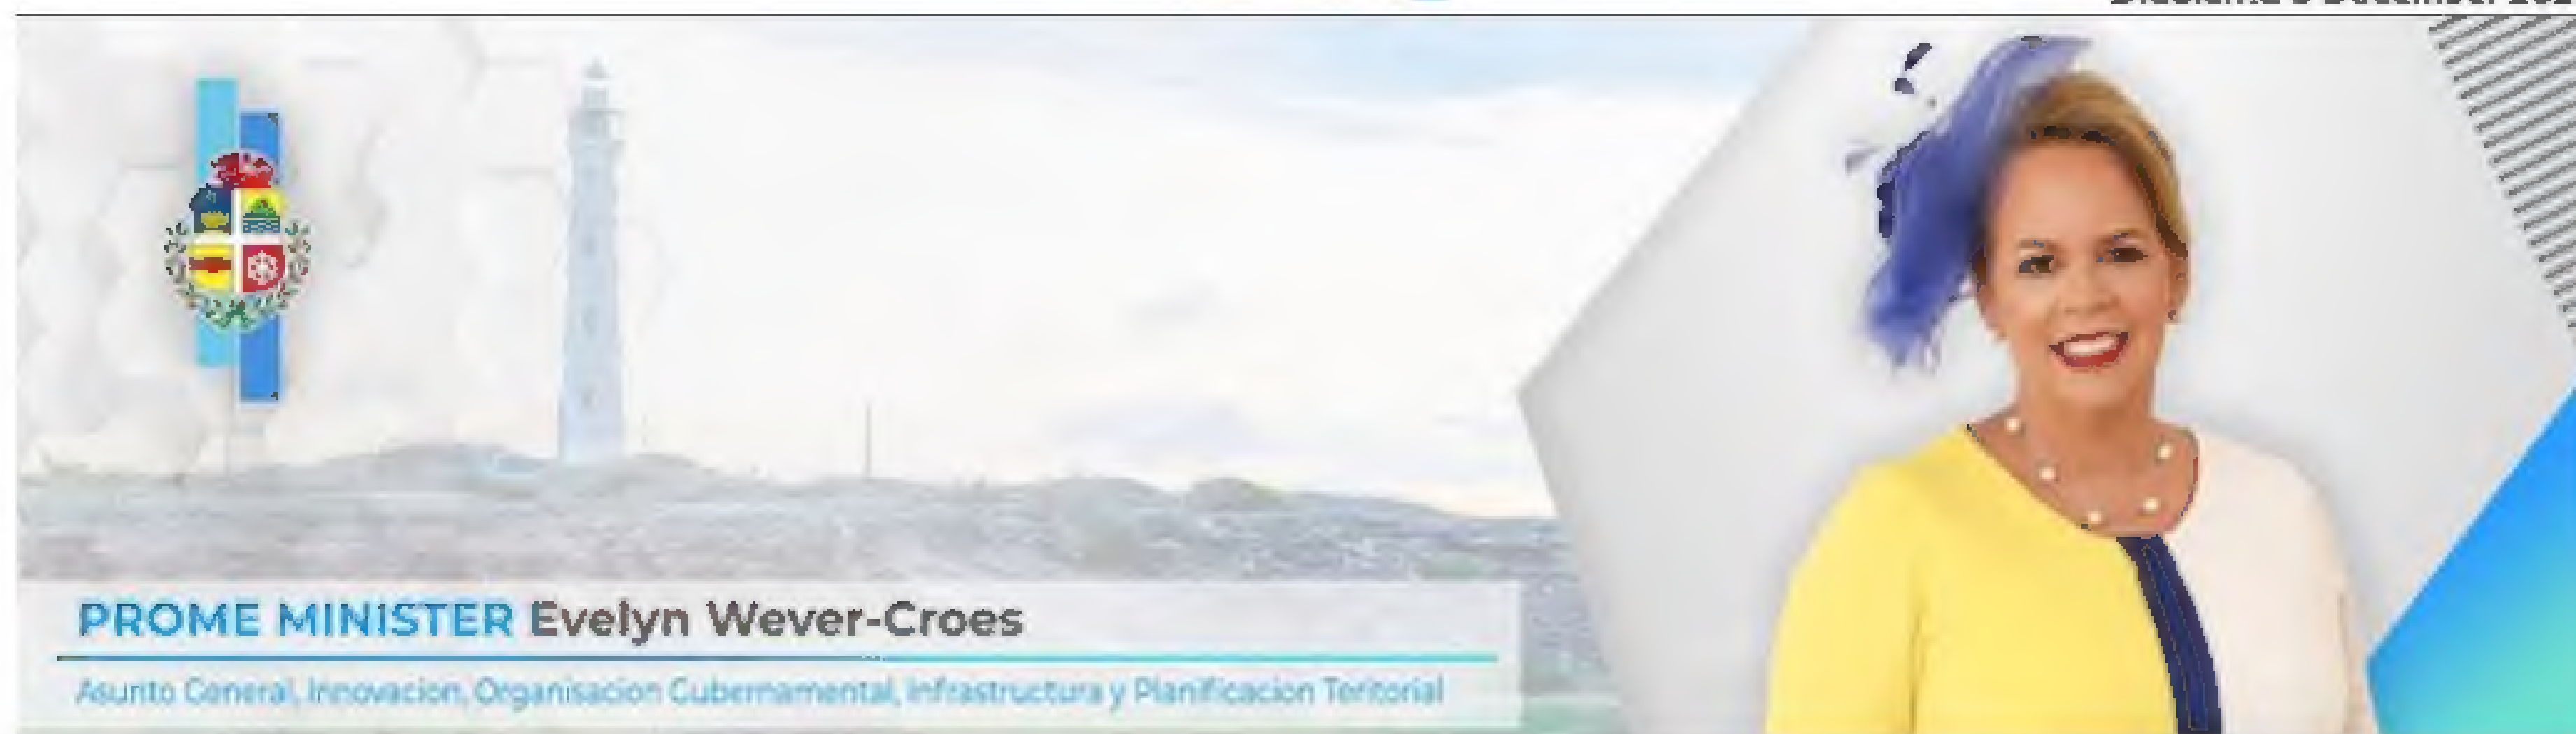 PROME MINISTER Evelyn Wever-Croes
Asunto General, Innovacion, Organisacion Gubernamental, Infrastructura y Planificacion Teritorial